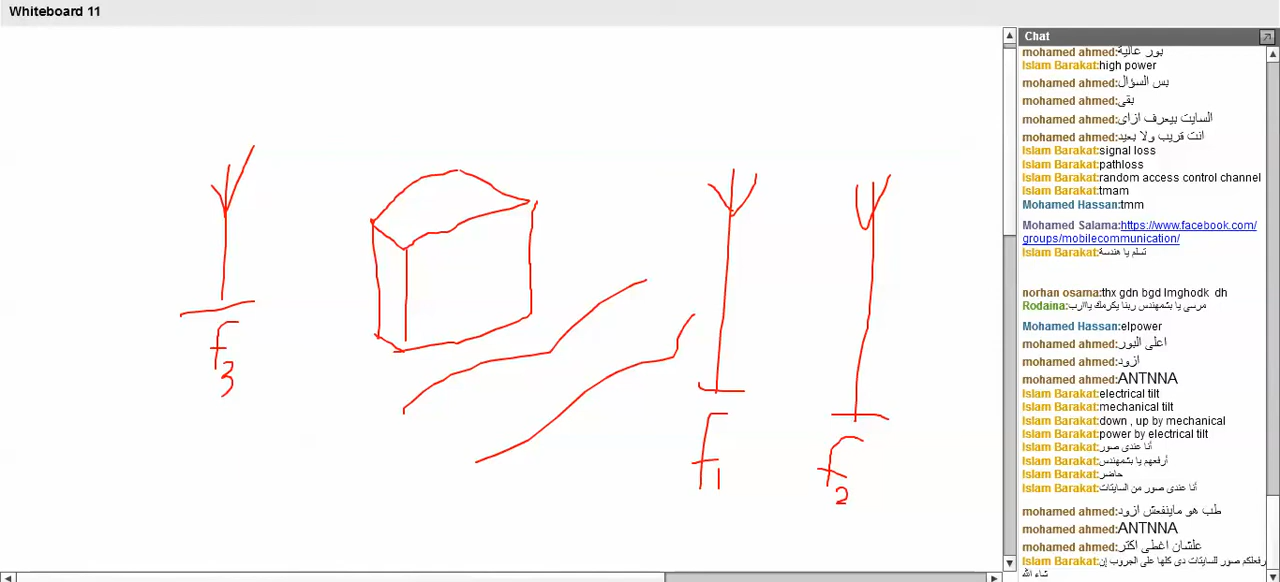 Whiteboard 11
f3
f1
f2
Chat
mohamed ahmed:بور عالية
Islam Barakat:high power
mohamed ahmed:بس السؤال
mohamed ahmed:بقى
mohamed ahmed:السايت بيعرف ازاى
mohamed ahmed:انت قريب ولا بعيد
Islam Barakat:signal loss
Islam Barakat:pathloss
Islam Barakat:random access control channel
Islam Barakat:tmam
Mohamed Hassan:tmm
Mohamed Salama:https://www.facebook.com/
groups/mobilecommunication/
Islam Barakat:تسلم يا هندسة
norhan osama:thx gdn bgd lmghodk dh
Rodaina:مرسي يا بشمهندس ربنا يكرمك يااارب
Mohamed Hassan:elpower
mohamed ahmed:اعلى البور
mohamed ahmed:ازود
mohamed ahmed:ANTNNA
Islam Barakat:electrical tilt
Islam Barakat:mechanical tilt
Islam Barakat:down , up by mechanical
Islam Barakat:power by electrical tilt
Islam Barakat:أنا عندى صور
Islam Barakat:أرفعهم يا بشمهندس
Islam Barakat:حاضر
Islam Barakat:أنا عندى صور من السايتات
mohamed ahmed:طب هو ماينفعش ازود
mohamed ahmed:ANTNNA
mohamed ahmed:علشان اغطى اكتر
Islam Barakat:رفعلكم صور للسايتات دى كلها على الجروب إن
شاء الله